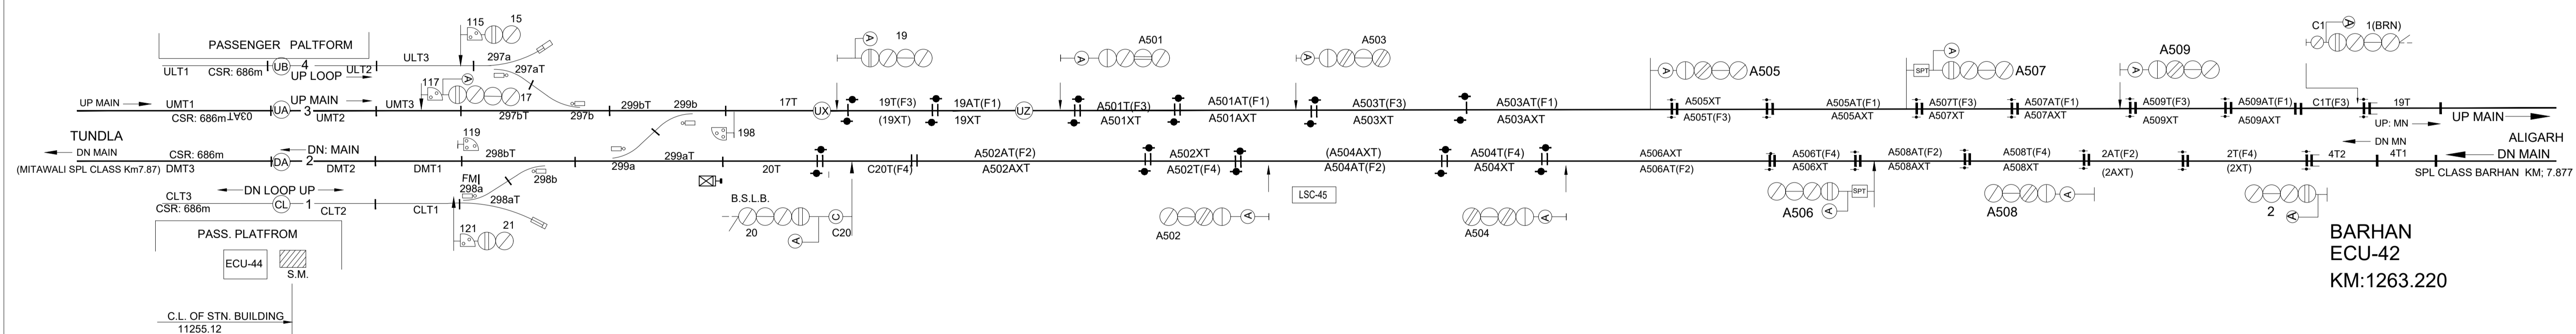 PASSENGER PALTFORM
ULT1
CSR: 686m
UB
4
UP LOOP
ULT2
ULT3
115
15
297a
297aT
117
A
17
UP MAIN
UMT1
CSR: 686m
03AT
UA
3
UP MAIN
UMT2
UMT3
297bT
297b
299bT
299b
198
17T
UX
19
A
19T(F3)
(19XT)
19AT(F1)
19XT
UZ
A501
A
A501T(F3)
A501XT
A501AT(F1)
A501AXT
A503
A
A503T(F3)
A503XT
A503AT(F1)
A503AXT
A
A505
A505XT
A505T(F3)
A505AT(F1)
A505AXT
SPT
A
A507
A507T(F3)
A507XT
A507AT(F1)
A507AXT
A509
A
A509T(F3)
A509XT
A509AT(F1)
A509AXT
C1
A
1(BRN)
C1T(F3)
19T
UP: MN
UP MAIN
TUNDLA
DN MAIN
(MITAWALI SPL CLASS Km7.87)
CSR: 686m
DMT3
DA
2
DN: MAIN
DMT2
DMT1
119
298bT
FM
298a
298b
298aT
299a
299aT
20T
C20T(F4)
A502AT(F2)
A502AXT
A502XT
A502T(F4)
(A504AXT)
A504AT(F2)
A504T(F4)
A504XT
A506AXT
A506AT(F2)
A506T(F4)
A506XT
A508AT(F2)
A508AXT
A508T(F4)
A508XT
2AT(F2)
(2AXT)
2T(F4)
(2XT)
4T2
4T1
DN MN
ALIGARH
DN MAIN
SPL CLASS BARHAN KM; 7.877
CLT3
CSR: 686m
DN LOOP UP
CL
1
CLT2
CLT1
121
21
B.S.L.B.
20
A
C
C20
A502
A
LSC-45
A504
A
A506
A
SPT
A508
A
2
A
PASS. PLATFROM
ECU-44
S.M.
C.L. OF STN. BUILDING
11255.12
BARHAN
ECU-42
KM:1263.220